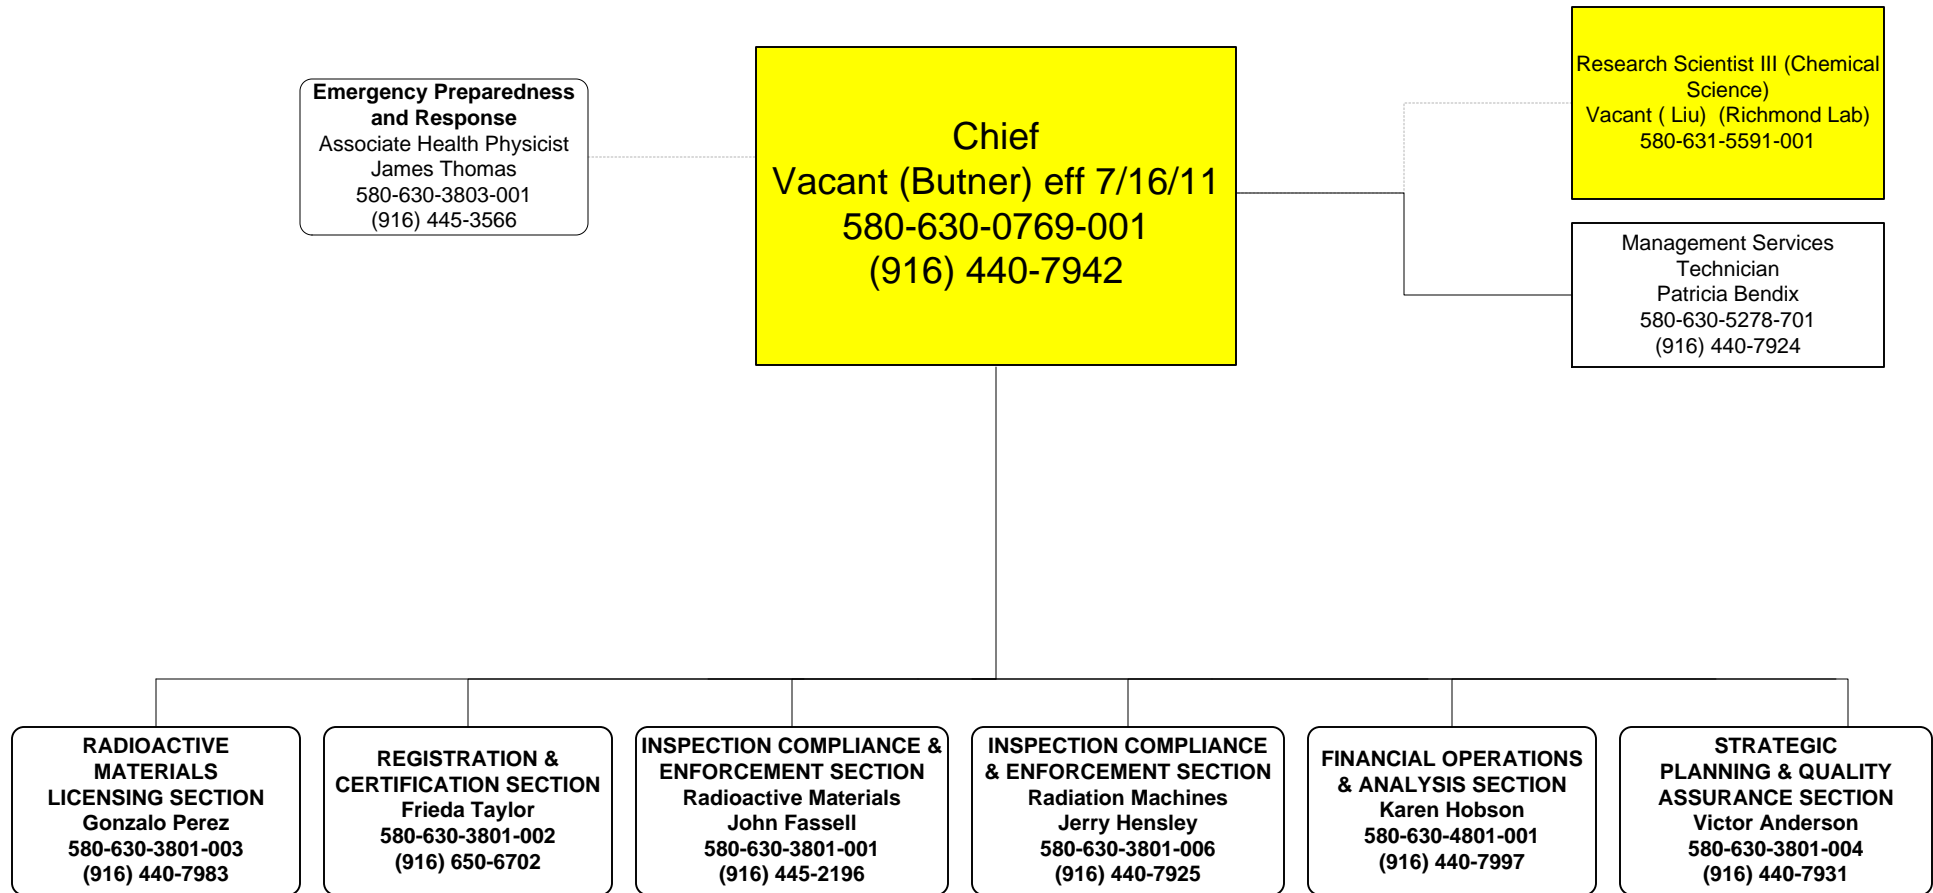 Emergency Preparedness
and Response
Associate Health Physicist
James Thomas
580-630-3803-001
(916) 445-3566
Chief
Vacant (Butner) eff 7/16/11
580-630-0769-001
(916) 440-7942
Research Scientist III (Chemical
Science)
Vacant ( Liu)  (Richmond Lab)
580-631-5591-001
Management Services
Technician
Patricia Bendix
580-630-5278-701
(916) 440-7924
RADIOACTIVE
MATERIALS
LICENSING SECTION
Gonzalo Perez
580-630-3801-003
(916) 440-7983
REGISTRATION &
CERTIFICATION SECTION
Frieda Taylor
580-630-3801-002
(916) 650-6702
INSPECTION COMPLIANCE &
ENFORCEMENT SECTION
Radioactive Materials
John Fassell
580-630-3801-001
(916) 445-2196
INSPECTION COMPLIANCE
& ENFORCEMENT SECTION
Radiation Machines
Jerry Hensley
580-630-3801-006
(916) 440-7925
FINANCIAL OPERATIONS
& ANALYSIS SECTION
Karen Hobson
580-630-4801-001
(916) 440-7997
STRATEGIC
PLANNING & QUALITY
ASSURANCE SECTION
Victor Anderson
580-630-3801-004
(916) 440-7931